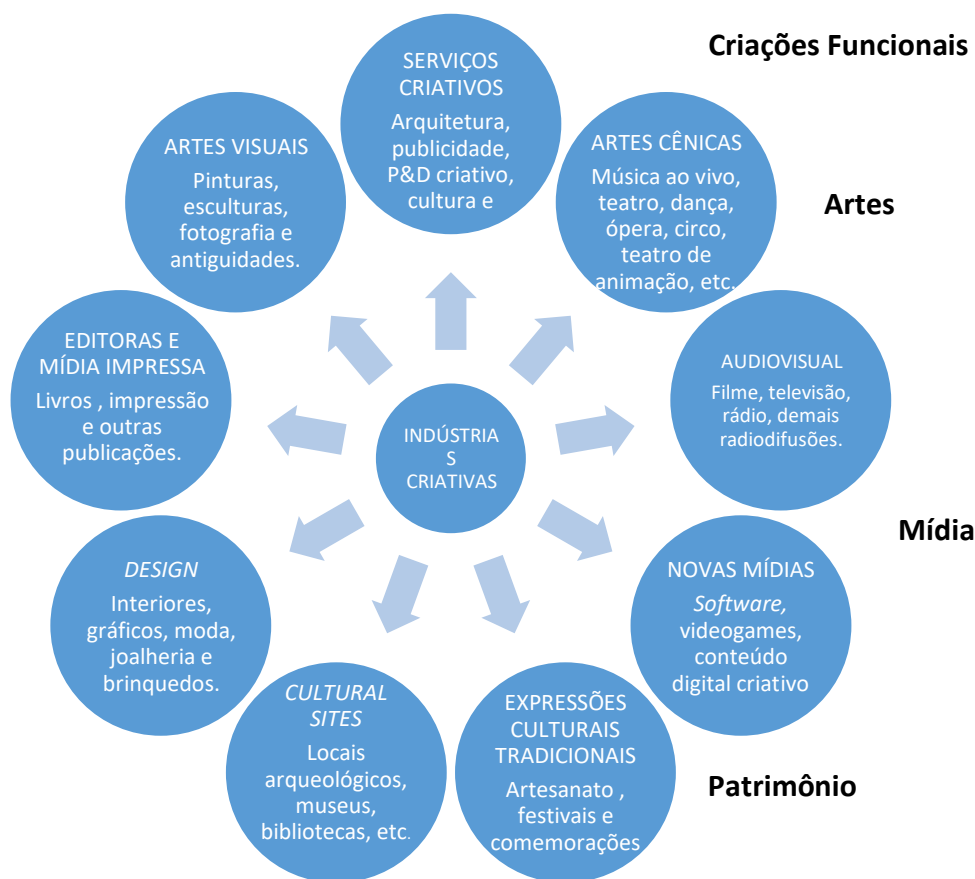 Criações Funcionais
SERVIÇOS
CRIATIVOS
Arquitetura,
publicidade,
P&D criativo,
cultura e
ARTES VISUAIS
Pinturas,
esculturas,
fotografia e
antiguidades.
ARTES CÊNICAS
Música ao vivo,
teatro, dança,
ópera, circo,
teatro de
animação, etc.
Artes
EDITORAS E
MÍDIA IMPRESSA
Livros , impressão
e outras
publicações.
AUDIOVISUAL
Filme, televisão,
rádio, demais
radiodifusões.
INDÚSTRIA
S
CRIATIVAS
Mídia
DESIGN
Interiores,
gráficos, moda,
joalheria e
brinquedos.
NOVAS MÍDIAS
Software,
videogames,
conteúdo
digital criativo
CULTURAL
SITES
Locais
arqueológicos,
museus,
bibliotecas, etc.
EXPRESSÕES
CULTURAIS
TRADICIONAIS
Artesanato ,
festivais e
comemorações
Patrimônio